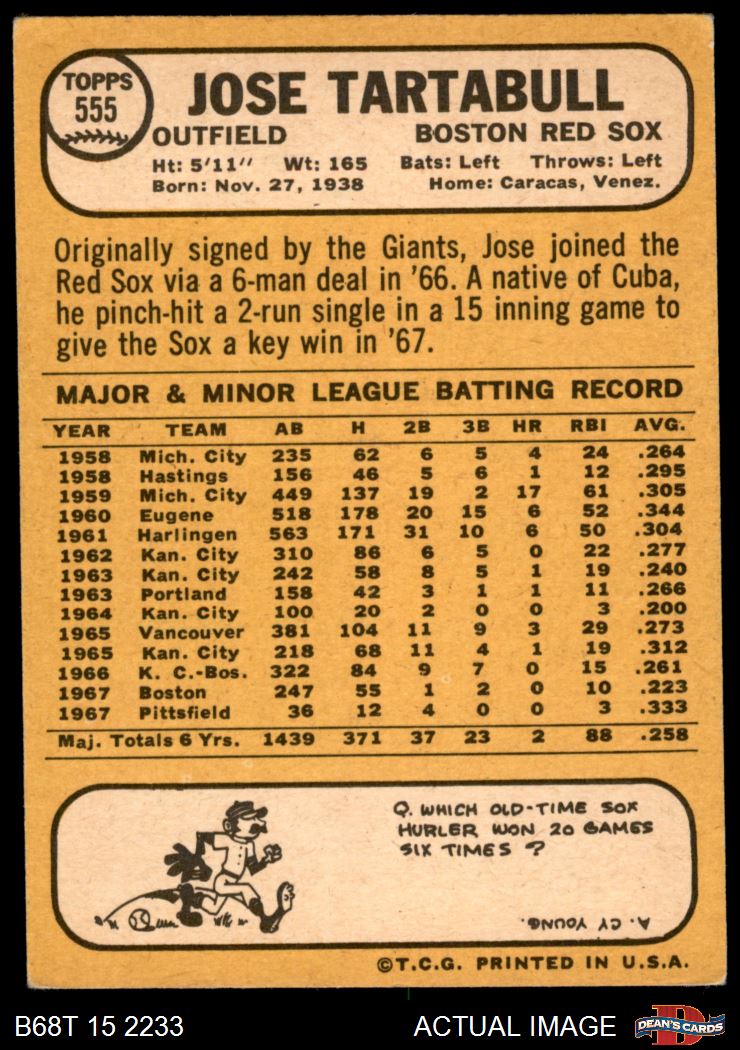 TOPPS
555
JOSE TARTABULL
OUTFIELD BOSTON RED SOX
Ht: 5'11" Wt: 165 Bats: Left Throws: Left
Born: Nov. 27, 1938 Home: Caracas, Venez.
Originally signed by the Giants, Jose joined the
Red Sox via a 6-man deal in '66. A native of Cuba,
he pinch-hit a 2-run single in a 15 inning game to
give the Sox a key win in '67.
MAJOR & MINOR LEAGUE BATTING RECORD
YEAR TEAM AB H 2B 3B HR RBI AVG.
1958 Mich. City 235 62 6 5 4 24 .264
1958 Hastings 156 46 5 6 1 12 .295
1959 Mich. City 449 137 19 2 17 61 .305
1960 Eugene 518 178 20 15 6 52 .344
1961 Harlingen 563 171 31 10 6 50 .304
1962 Kan. City 310 86 6 5 0 22 .277
1963 Kan. City 242 58 8 5 1 19 .240
1963 Portland 158 42 3 1 1 11 .266
1964 Kan. City 100 20 2 0 0 3 .200
1965 Vancouver 381 104 11 9 3 29 .273
1965 Kan. City 218 68 11 4 1 19 .312
1966 K. C.-Bos. 322 84 9 7 0 15 .261
1967 Boston 247 55 1 2 0 10 .223
1967 Pittsfield 36 12 4 0 0 3 .333
Maj. Totals 6 Yrs. 1439 371 37 23 2 88 .258
Q. WHICH OLD-TIME SOX
HURLER WON 20 GAMES
SIX TIMES ?
A. CY YOUNG.
©T.C.G. PRINTED IN U.S.A.
B68T 15 2233 ACTUAL IMAGE
D
DEAN'S CARDS